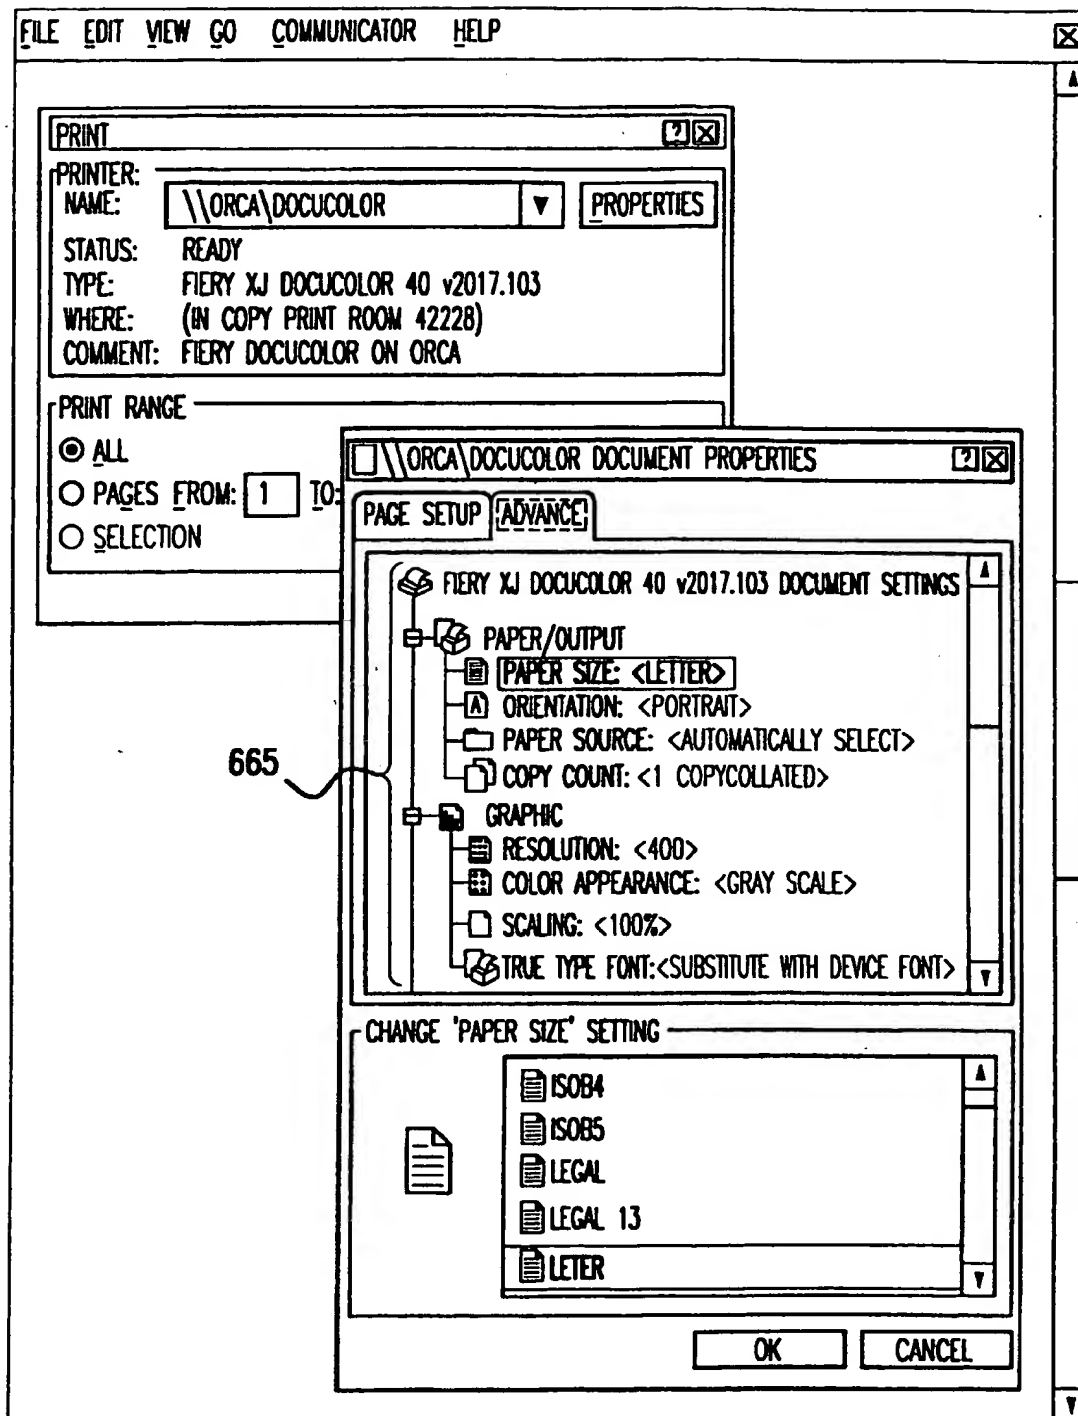 FILE EDIT VIEW GO COMMUNICATOR HELP
PRINT
PRINTER:
NAME: \\ORCA\DOCUCOLOR PROPERTIES
STATUS: READY
TYPE: FIERY XJ DOCUCOLOR 40 v2017.103
WHERE: (IN COPY PRINT ROOM 42228)
COMMENT: FIERY DOCUCOLOR ON ORCA
PRINT RANGE
ALL
PAGES FROM: 1 TO:
SELECTION
\\ORCA\DOCUCOLOR DOCUMENT PROPERTIES
PAGE SETUP ADVANCE
FIERY XJ DOCUCOLOR 40 v2017.103 DOCUMENT SETTINGS
PAPER/OUTPUT
PAPER SIZE: <LETTER>
ORIENTATION: <PORTRAIT>
PAPER SOURCE: <AUTOMATICALLY SELECT>
665
COPY COUNT: <1 COPYCOLLATED>
GRAPHIC
RESOLUTION: <400>
COLOR APPEARANCE: <GRAY SCALE>
SCALING: <100%>
TRUE TYPE FONT:<SUBSTITUTE WITH DEVICE FONT>
CHANGE 'PAPER SIZE' SETTING
ISOB4
ISOB5
LEGAL
LEGAL 13
LETER
OK CANCEL